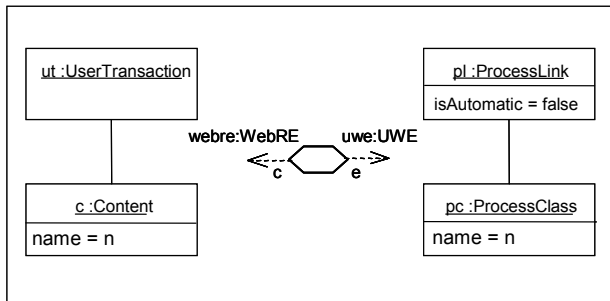 ut :UserTransaction
c :Content
name = n
webre:WebRE
uwe:UWE
c
e
pl :ProcessLink
isAutomatic = false
pc :ProcessClass
name = n